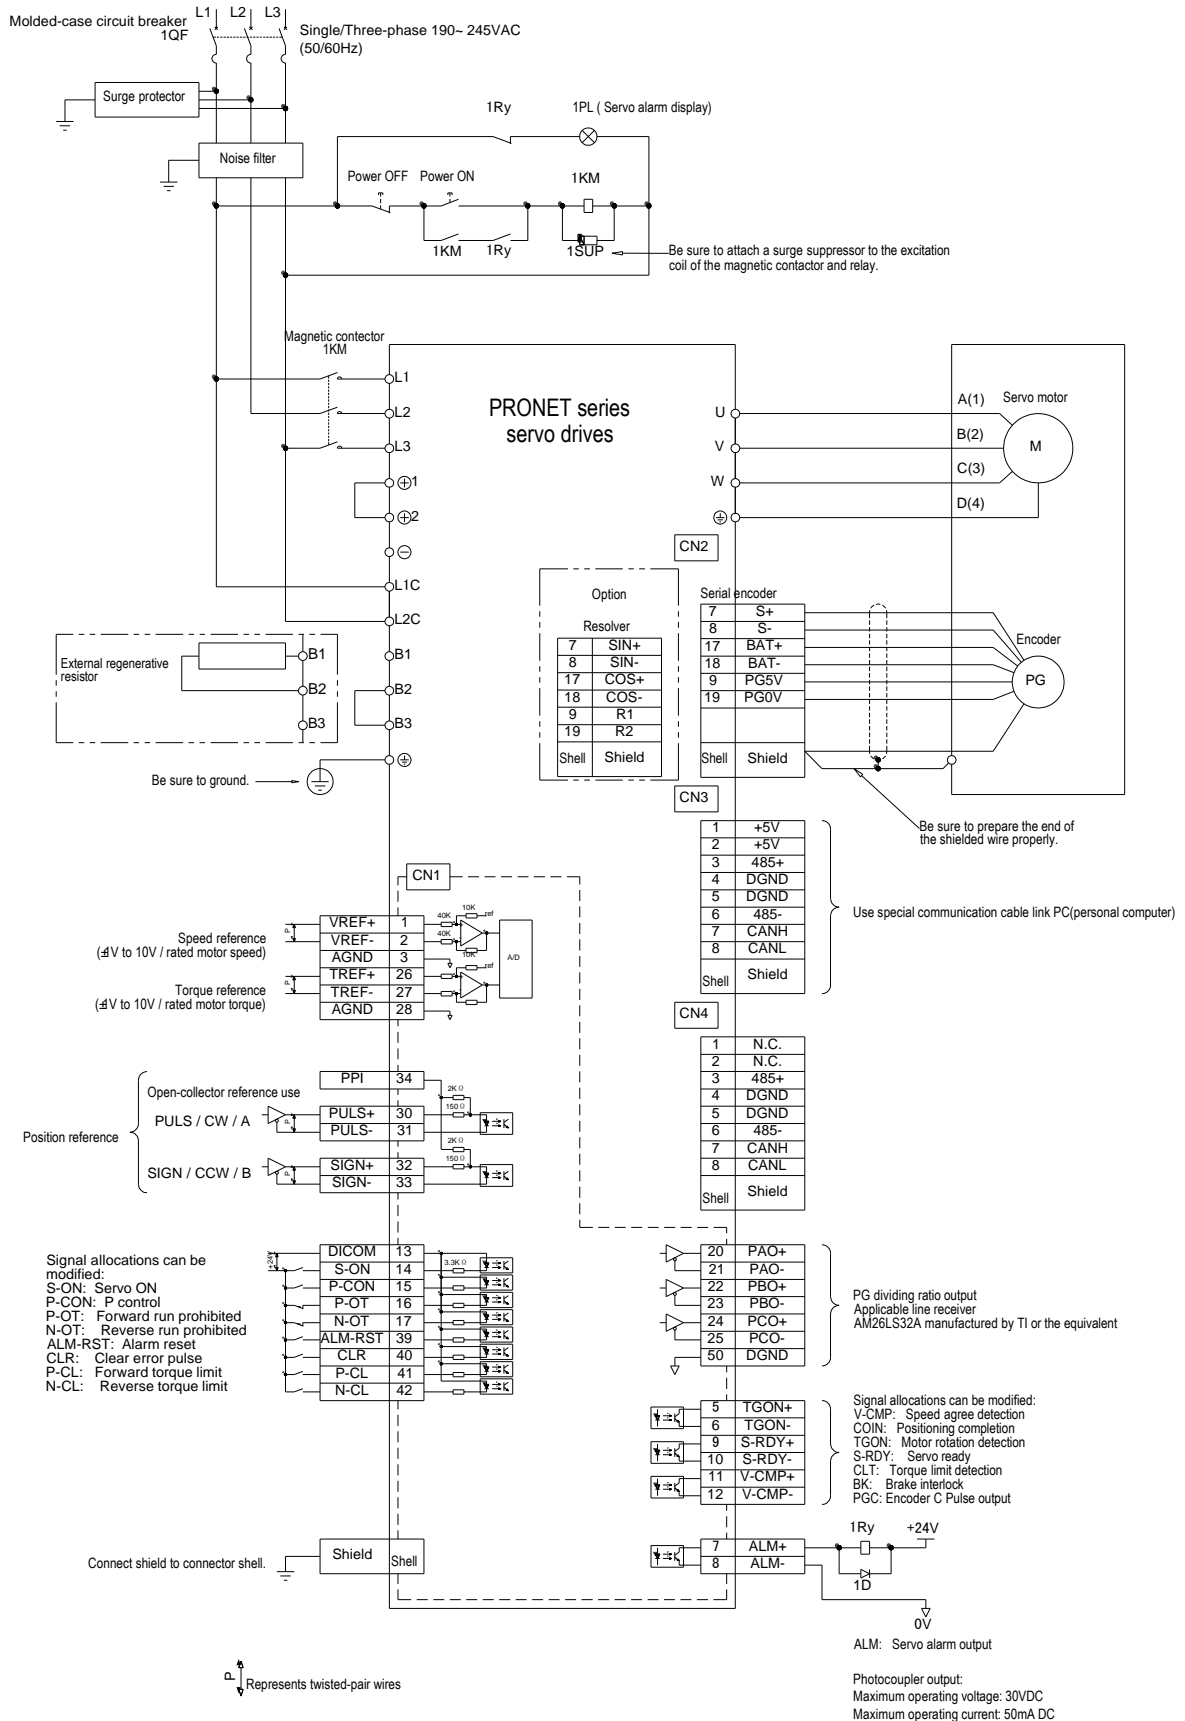 L1 L2 L3
Molded-case circuit breaker
1QF
Single/Three-phase 190~ 245VAC
(50/60Hz)
Surge protector
Noise filter
1Ry
1PL ( Servo alarm display)
Power OFF Power ON
1KM
1KM 1Ry 1SUP
Be sure to attach a surge suppressor to the excitation
coil of the magnetic contactor and relay.
Magnetic contector
1KM
PRONET series
servo drives
L1
L2
L3
1
2
L1C
L2C
B1
B2
B3
External regenerative
resistor
B1
B2
B3
Be sure to ground.
U
V
W
A(1)
B(2)
C(3)
D(4)
Servo motor
M
CN2
Option
Resolver
7 SIN+
8 SIN-
17 COS+
18 COS-
9 R1
19 R2
Shell Shield
Serial encoder
7 S+
8 S-
17 BAT+
18 BAT-
9 PG5V
19 PG0V
Shell Shield
Encoder
PG
Be sure to prepare the end of
the shielded wire properly.
CN3
1 +5V
2 +5V
3 485+
4 DGND
5 DGND
6 485-
7 CANH
8 CANL
Shell Shield
Use special communication cable link PC(personal computer)
CN4
1 N.C.
2 N.C.
3 485+
4 DGND
5 DGND
6 485-
7 CANH
8 CANL
Shell Shield
CN1
Speed reference
(±1V to 10V / rated motor speed)
Torque reference
(±1V to 10V / rated motor torque)
P
P
VREF+ 1
VREF- 2
AGND 3
TREF+ 26
TREF- 27
AGND 28
40K
40K
10K
10K
ref
ref
A/D
Position reference
Open-collector reference use
PULS / CW / A
SIGN / CCW / B
P
P
PPI 34
PULS+ 30
PULS- 31
SIGN+ 32
SIGN- 33
2KΩ
150Ω
2KΩ
150Ω
Signal allocations can be
modified:
S-ON: Servo ON
P-CON: P control
P-OT: Forward run prohibited
N-OT: Reverse run prohibited
ALM-RST: Alarm reset
CLR: Clear error pulse
P-CL: Forward torque limit
N-CL: Reverse torque limit
+24V
DICOM 13
S-ON 14
P-CON 15
P-OT 16
N-OT 17
ALM-RST 39
CLR 40
P-CL 41
N-CL 42
3.3KΩ
20 PAO+
21 PAO-
22 PBO+
23 PBO-
24 PCO+
25 PCO-
50 DGND
PG dividing ratio output
Applicable line receiver
AM26LS32A manufactured by TI or the equivalent
5 TGON+
6 TGON-
9 S-RDY+
10 S-RDY-
11 V-CMP+
12 V-CMP-
Signal allocations can be modified:
V-CMP: Speed agree detection
COIN: Positioning completion
TGON: Motor rotation detection
S-RDY: Servo ready
CLT: Torque limit detection
BK: Brake interlock
PGC: Encoder C Pulse output
Connect shield to connector shell.
Shield Shell
7 ALM+
8 ALM-
1Ry +24V
1D
0V
ALM: Servo alarm output
P Represents twisted-pair wires
Photocoupler output:
Maximum operating voltage: 30VDC
Maximum operating current: 50mA DC